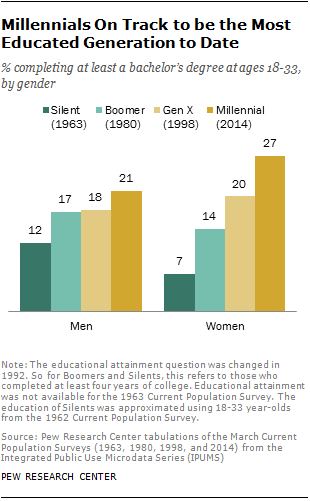 Millennials On Track to be the Most
Educated Generation to Date
% completing at least a bachelor's degree at ages 18-33,
by gender
Silent (1963)
Boomer (1980)
Gen X (1998)
Millennial (2014)
12
17
18
21
7
14
20
27
Men
Women
Note: The educational attainment question was changed in
1992. So for Boomers and Silents, this refers to those who
completed at least four years of college. Educational attainment
was not available for the 1963 Current Population Survey. The
education of Silents was approximated using 18-33 year-olds
from the 1962 Current Population Survey.
Source: Pew Research Center tabulations of the March Current
Population Surveys (1963, 1980, 1998, and 2014) from the
Integrated Public Use Microdata Series (IPUMS)
PEW RESEARCH CENTER